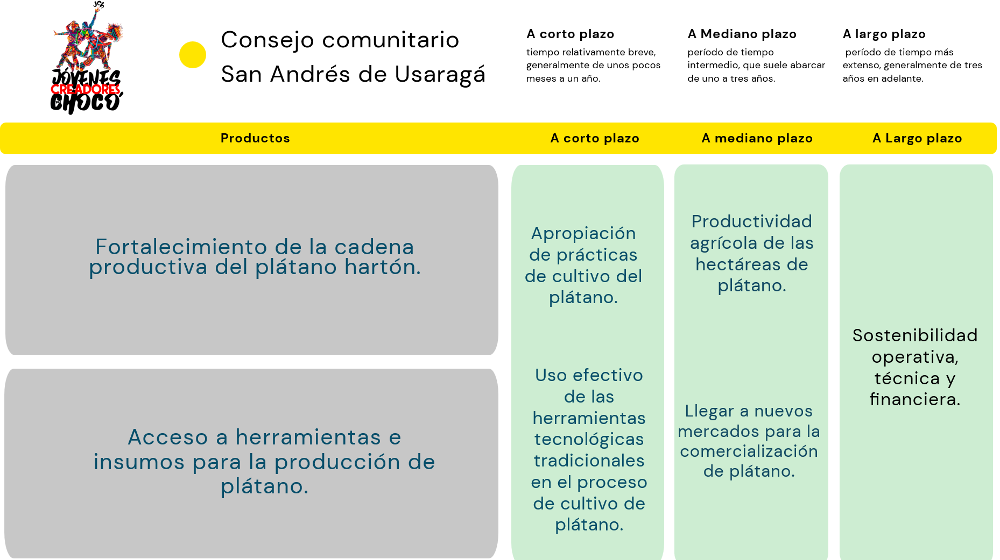 JCh
JÓVENES
CREADORES
DEL
CHOCÓ
Consejo comunitario
San Andrés de Usaragá
A corto plazo
tiempo relativamente breve,
generalmente de unos pocos
meses a un año.
A Mediano plazo
período de tiempo
intermedio, que suele abarcar
de uno a tres años.
A largo plazo
período de tiempo más
extenso, generalmente de tres
años en adelante.
Productos
A corto plazo
A mediano plazo
A Largo plazo
Fortalecimiento de la cadena
productiva del plátano hartón.
Acceso a herramientas e
insumos para la producción de
plátano.
Apropiación
de prácticas
de cultivo del
plátano.
Uso efectivo
de las
herramientas
tecnológicas
tradicionales
en el proceso
de cultivo de
plátano.
Productividad
agrícola de las
hectáreas de
plátano.
Llegar a nuevos
mercados para la
comercialización
de plátano.
Sostenibilidad
operativa,
técnica y
financiera.